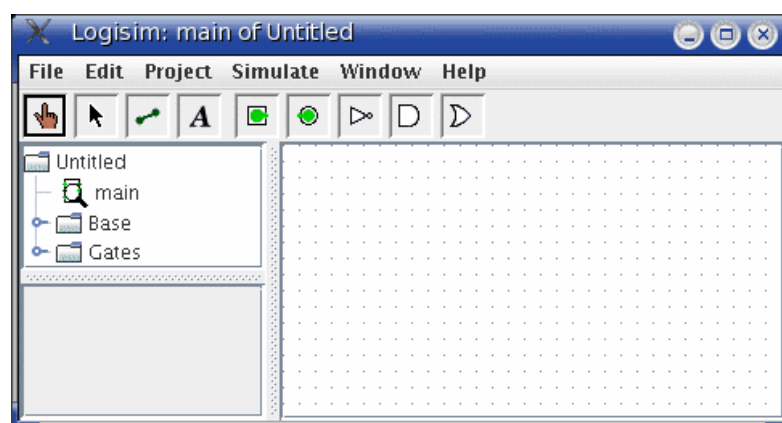 Logisim: main of Untitled
File Edit Project Simulate Window Help
A
Untitled
main
Base
Gates